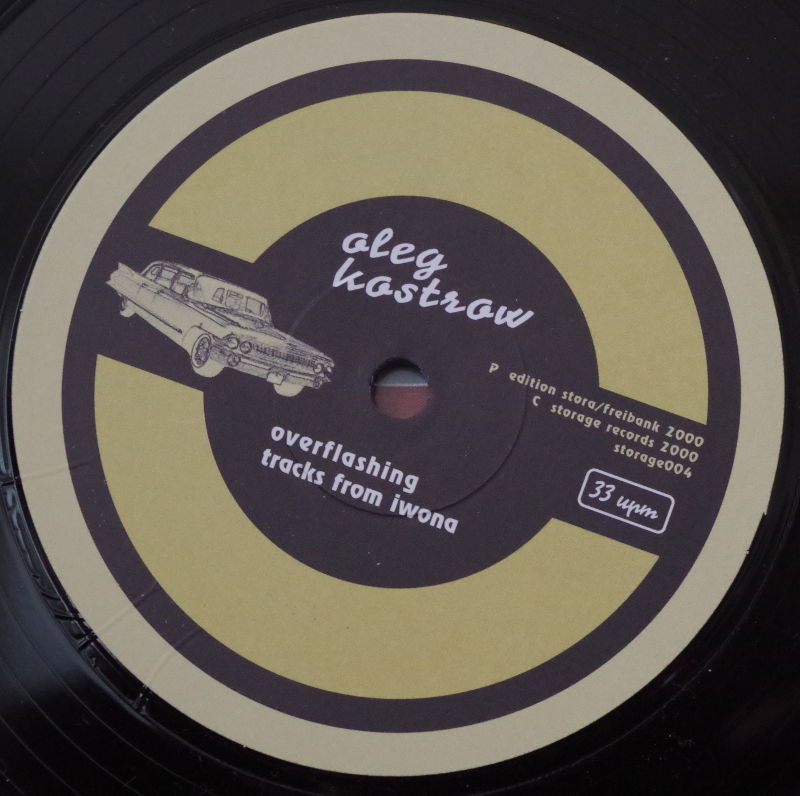 oleg
kostrow
P edition stora/freibank 2000
C storage records 2000
storage004
33 upm
overflashing
tracks from iwona